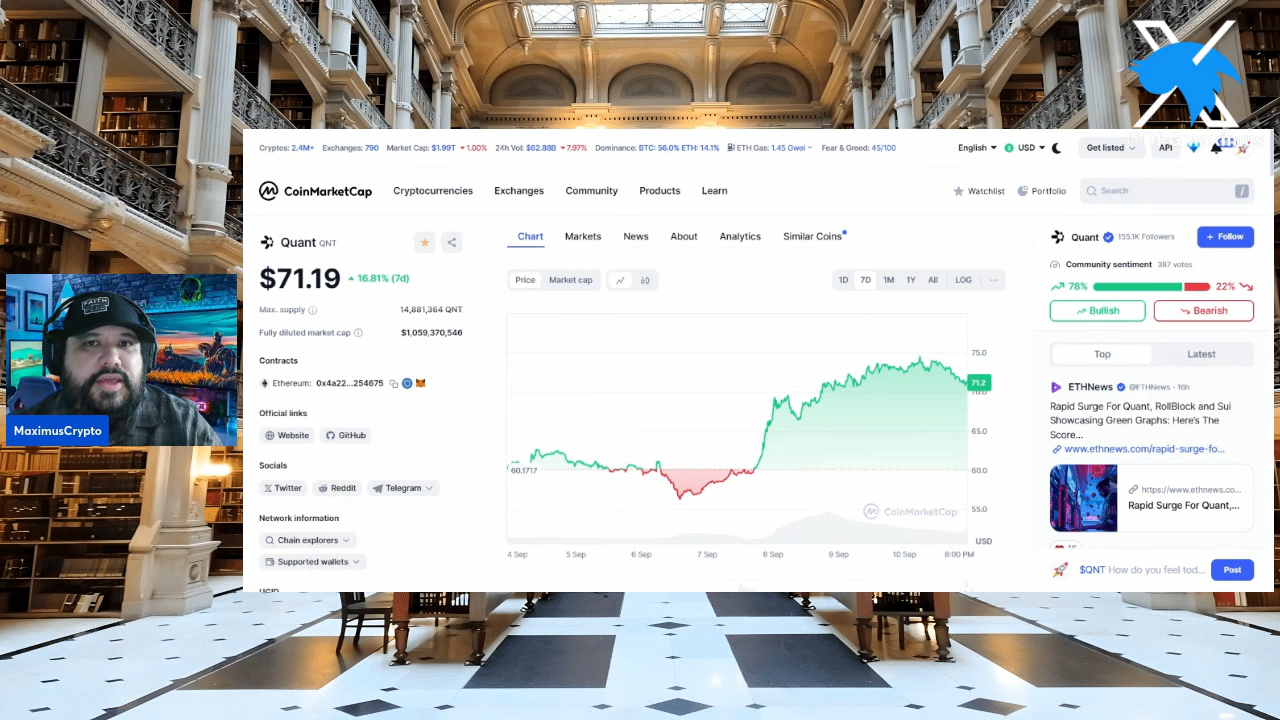 Cryptos: 2.4M+ Exchanges: 790 Market Cap: $1.99T 1.00% 24h Vol: $62.88B 7.97% Dominance: BTC: 56.0% ETH: 14.1% ETH Gas: 1.45 Gwei Fear & Greed: 45/100
English USD Get listed API
CoinMarketCap Cryptocurrencies Exchanges Community Products Learn
Watchlist Portfolio Search /
Quant QNT
$71.19 16.81% (7d)
Max. supply 14,881,364 QNT
Fully diluted market cap $1,059,370,546
Contracts
Ethereum: 0x4a22...254675
Official links
Website GitHub
Socials
Twitter Reddit Telegram
Network information
Chain explorers
Supported wallets
UCID
Chart Markets News About Analytics Similar Coins
Price Market cap
1D 7D 1M 1Y All LOG ...
75.0
71.2
70.0
65.0
60.1717
60.0
55.0
CoinMarketCap
USD
4 Sep 5 Sep 6 Sep 7 Sep 8 Sep 9 Sep 10 Sep 8:00 PM
Quant 155.1K Followers + Follow
Community sentiment 387 votes
78% 22%
Bullish Bearish
Top Latest
ETHNews @ETHNews · 16h
Rapid Surge For Quant, RollBlock and Sui
Showcasing Green Graphs: Here's The
Score...
www.ethnews.com/rapid-surge-fo...
https://www.ethnews.co...
Rapid Surge For Quant,...
$QNT How do you feel tod... Post
FAITH
FEAR
MaximusCrypto